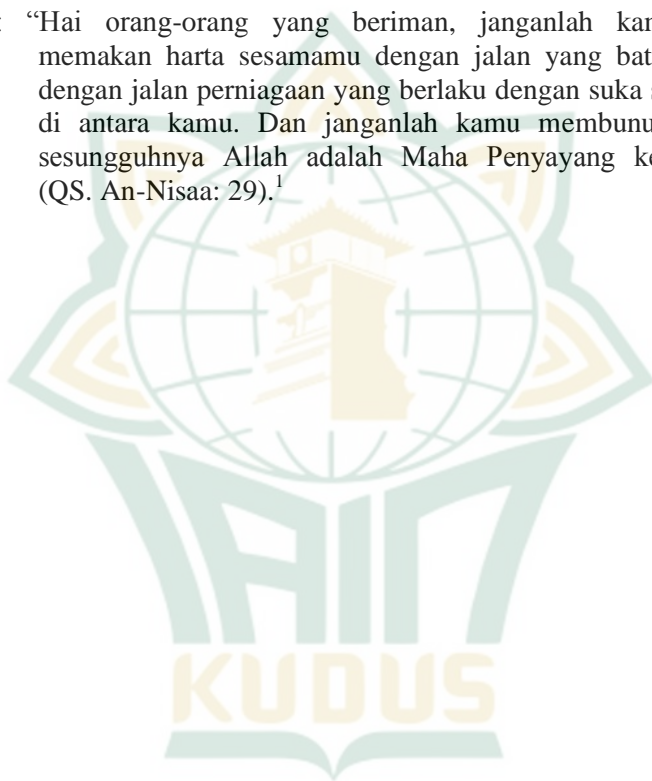 : “Hai orang-orang yang beriman, janganlah kam
memakan harta sesamamu dengan jalan yang bat
dengan jalan perniagaan yang berlaku dengan suka s
di antara kamu. Dan janganlah kamu membunu
sesungguhnya Allah adalah Maha Penyayang ke
(QS. An-Nisaa: 29).1
IAIN
KUDUS